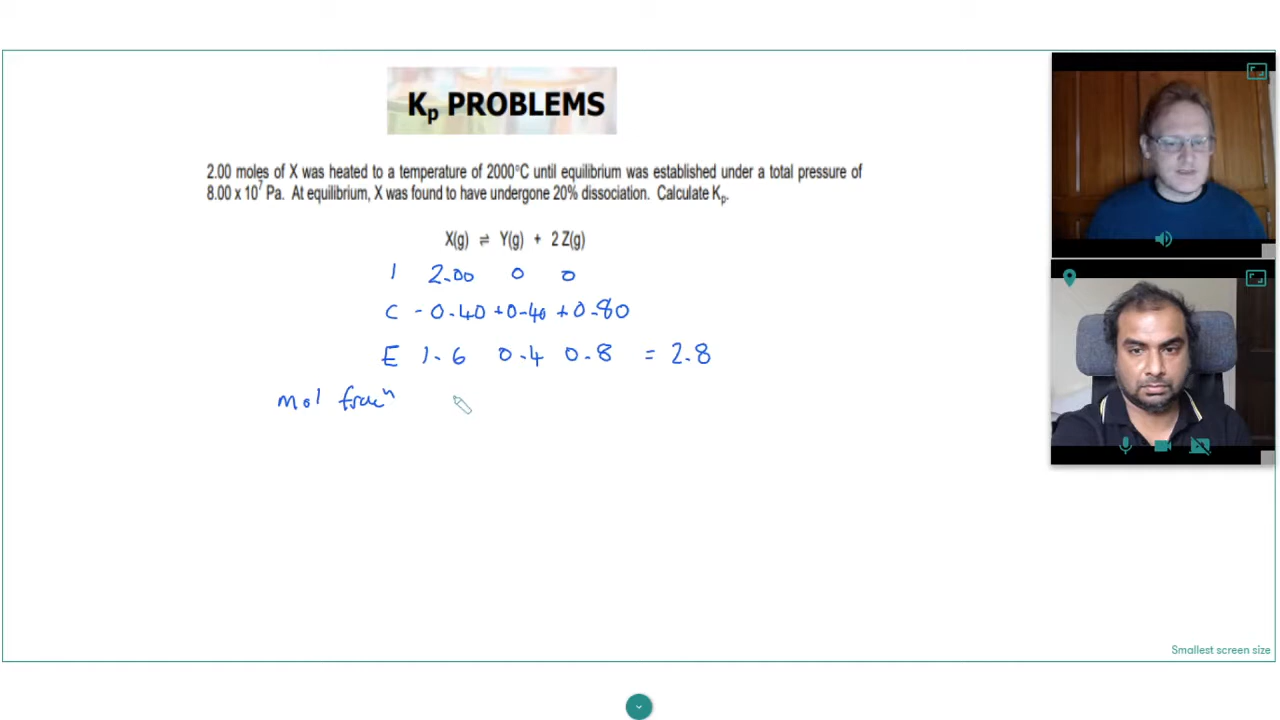 Kp PROBLEMS
2.00 moles of X was heated to a temperature of 2000°C until equilibrium was established under a total pressure of
8.00 x 10⁷ Pa. At equilibrium, X was found to have undergone 20% dissociation. Calculate Kp.
X(g) ⇌ Y(g) + 2 Z(g)
I 2.00 0 0
C - 0.40 +0.40 +0.80
E 1.6 0.4 0.8 = 2.8
mol fracⁿ
Smallest screen size